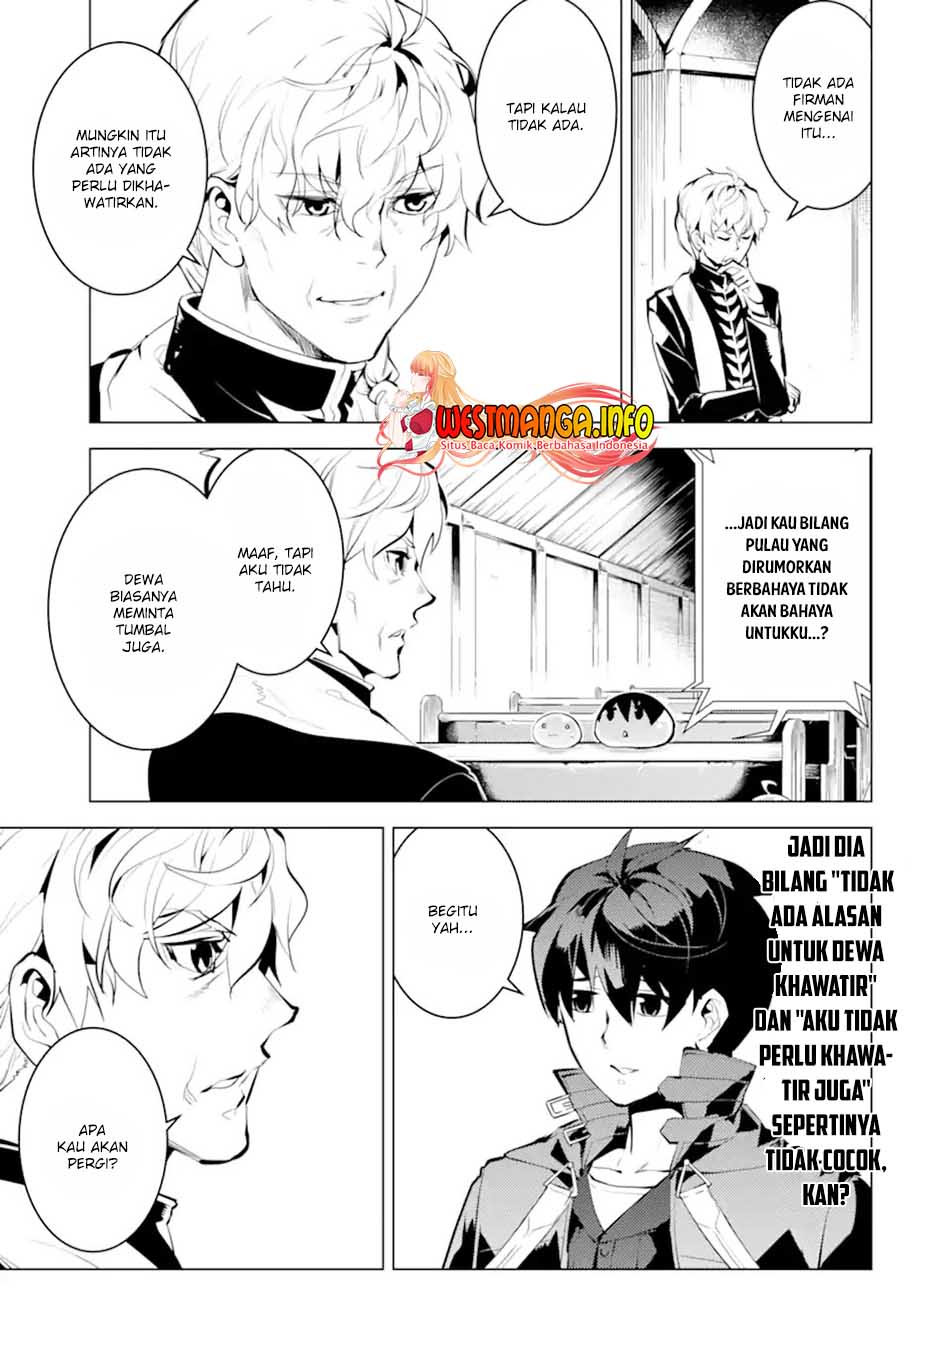 TIDAK ADA
FIRMAN
MENGENAI
ITU...
TAPI KALAU
TIDAK ADA.
MUNGKIN ITU
ARTINYA TIDAK
ADA YANG
PERLU DIKHA-
WATIRKAN.
WESTMANGA.INFO
Situs Baca Komik Berbahasa Indonesia
...JADI KAU BILANG
PULAU YANG
DIRUMORKAN
BERBAHAYA TIDAK
AKAN BAHAYA
UNTUKKU...?
MAAF, TAPI
AKU TIDAK
TAHU.
DEWA
BIASANYA
MEMINTA
TUMBAL
JUGA.
JADI DIA
BILANG "TIDAK
ADA ALASAN
UNTUK DEWA
KHAWATIR"
DAN "AKU TIDAK
PERLU KHAWA-
TIR JUGA"
SEPERTINYA
TIDAK COCOK,
KAN?
BEGITU
YAH...
APA
KAU AKAN
PERGI?